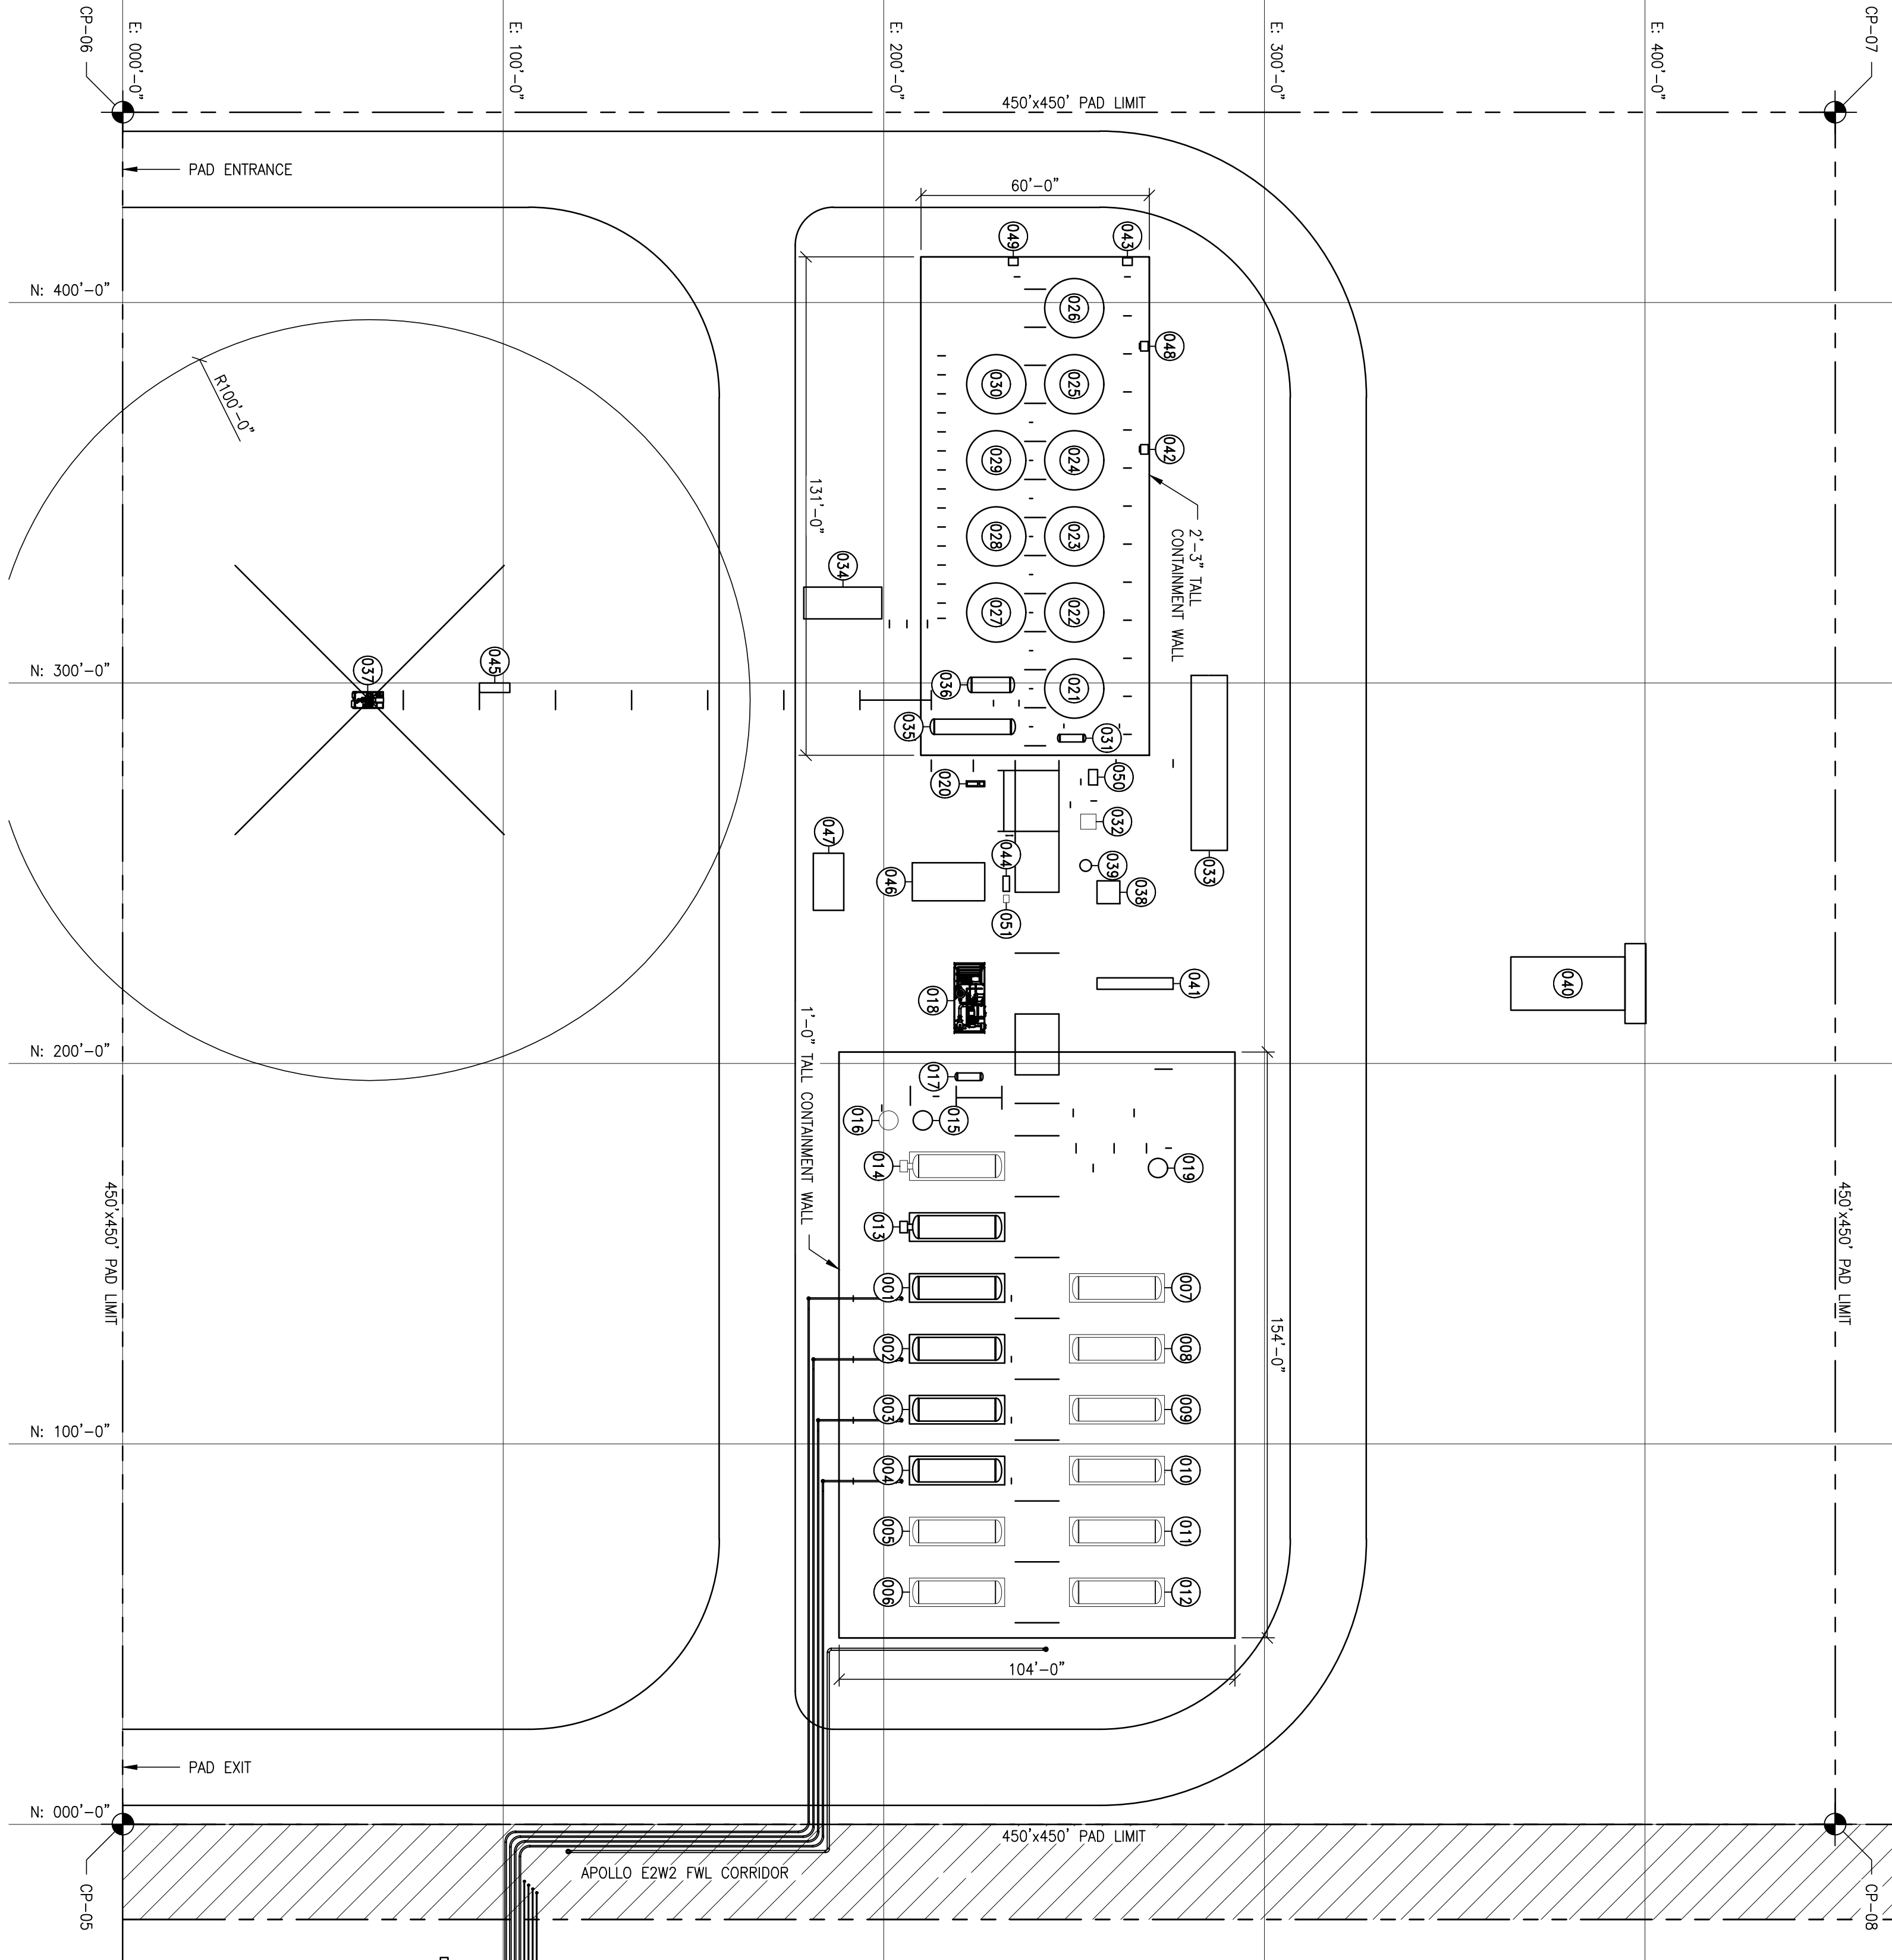 CP-06
E: 000'-0"
E: 100'-0"
E: 200'-0"
E: 300'-0"
E: 400'-0"
CP-07
450'x450' PAD LIMIT
PAD ENTRANCE
60'-0"
049
043
N: 400'-0"
026
048
R100'-0"
030
025
029
024
042
131'-0"
2'-3" TALL
CONTAINMENT WALL
028
023
034
027
022
N: 300'-0"
037
045
036
021
035
031
020
050
032
033
047
044
039
046
038
051
018
041
040
N: 200'-0"
1'-0" TALL CONTAINMENT WALL
017
016
015
014
019
013
154'-0"
450'x450' PAD LIMIT
450'x450' PAD LIMIT
001
007
002
008
003
009
N: 100'-0"
004
010
005
011
006
012
104'-0"
PAD EXIT
N: 000'-0"
450'x450' PAD LIMIT
APOLLO E2W2 FWL CORRIDOR
CP-05
CP-08